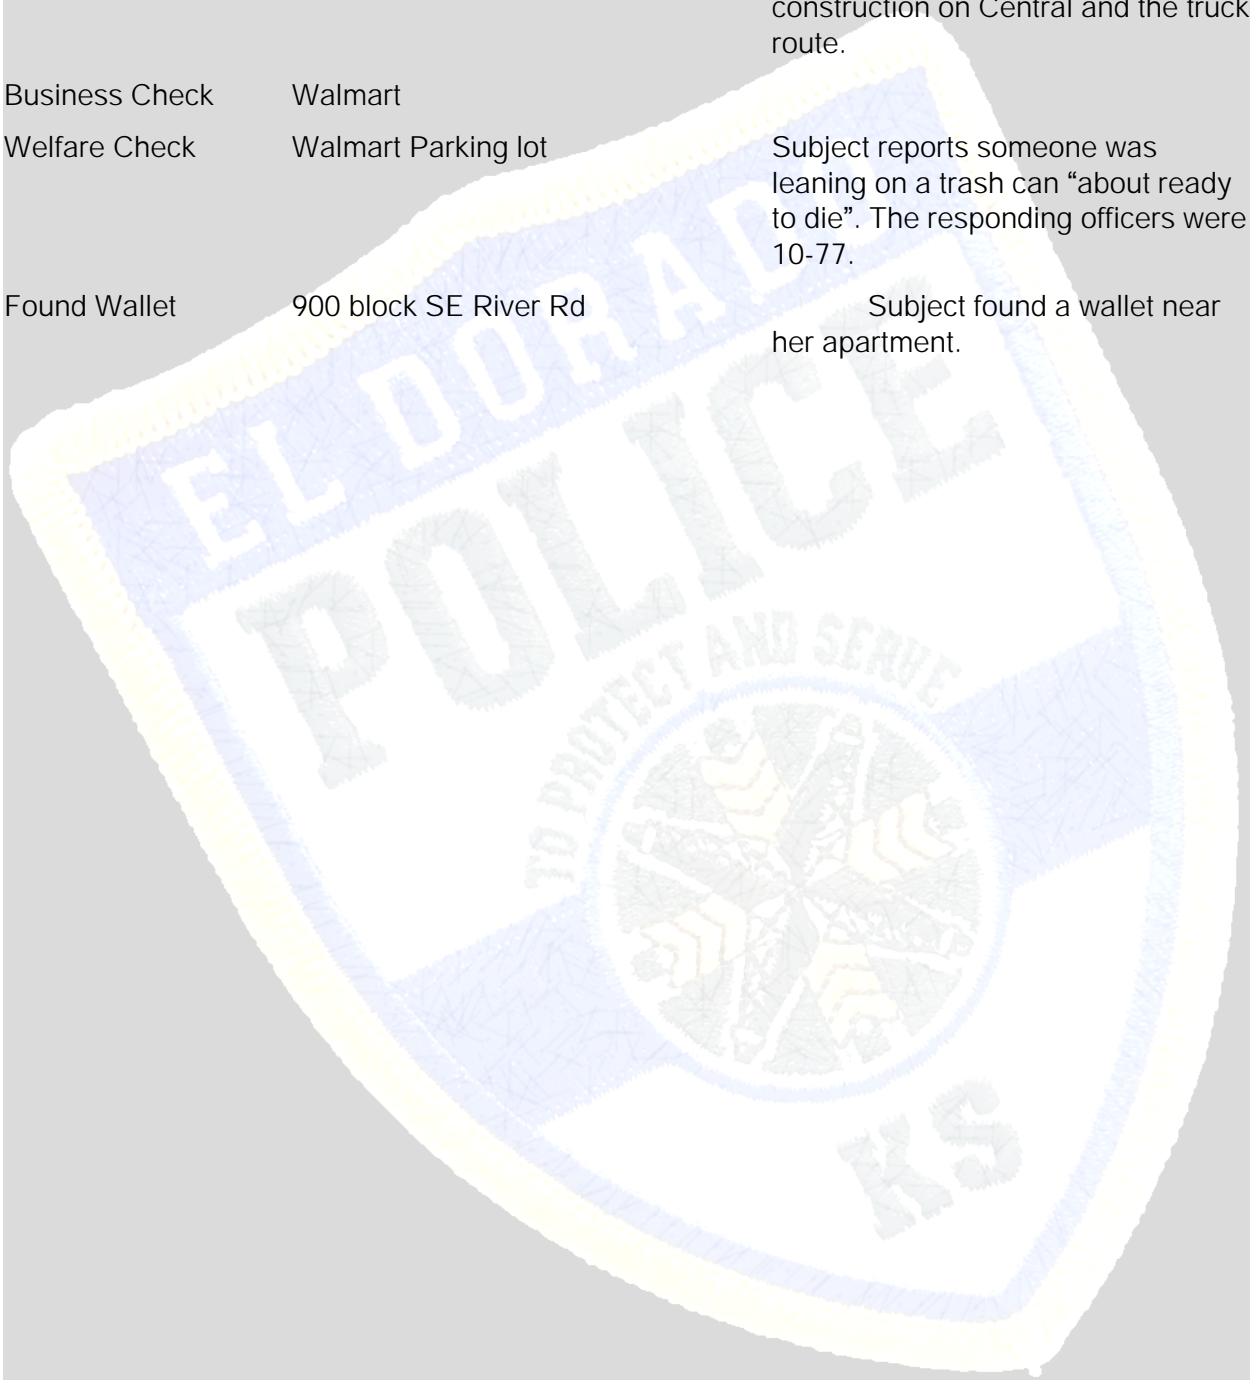 construction on Central and the truck
route.
Business Check Walmart
Welfare Check Walmart Parking lot Subject reports someone was
leaning on a trash can “about ready
to die”. The responding officers were
10-77.
Found Wallet 900 block SE River Rd Subject found a wallet near
her apartment.
EL DORADO
POLICE
TO PROTECT AND SERVE
KS